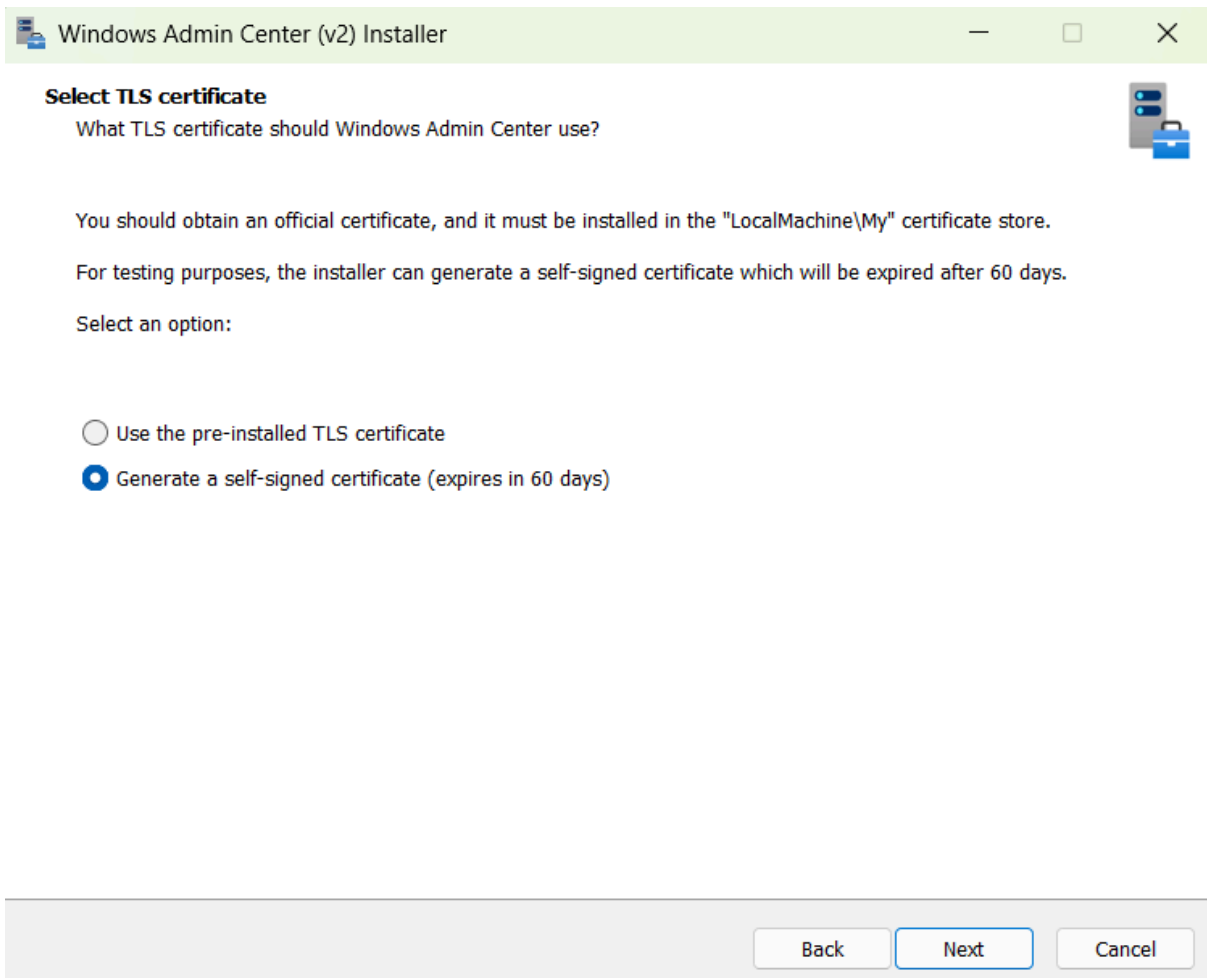 Windows Admin Center (v2) Installer
Select TLS certificate
What TLS certificate should Windows Admin Center use?
You should obtain an official certificate, and it must be installed in the "LocalMachine\My" certificate store.
For testing purposes, the installer can generate a self-signed certificate which will be expired after 60 days.
Select an option:
Use the pre-installed TLS certificate
Generate a self-signed certificate (expires in 60 days)
Back Next Cancel